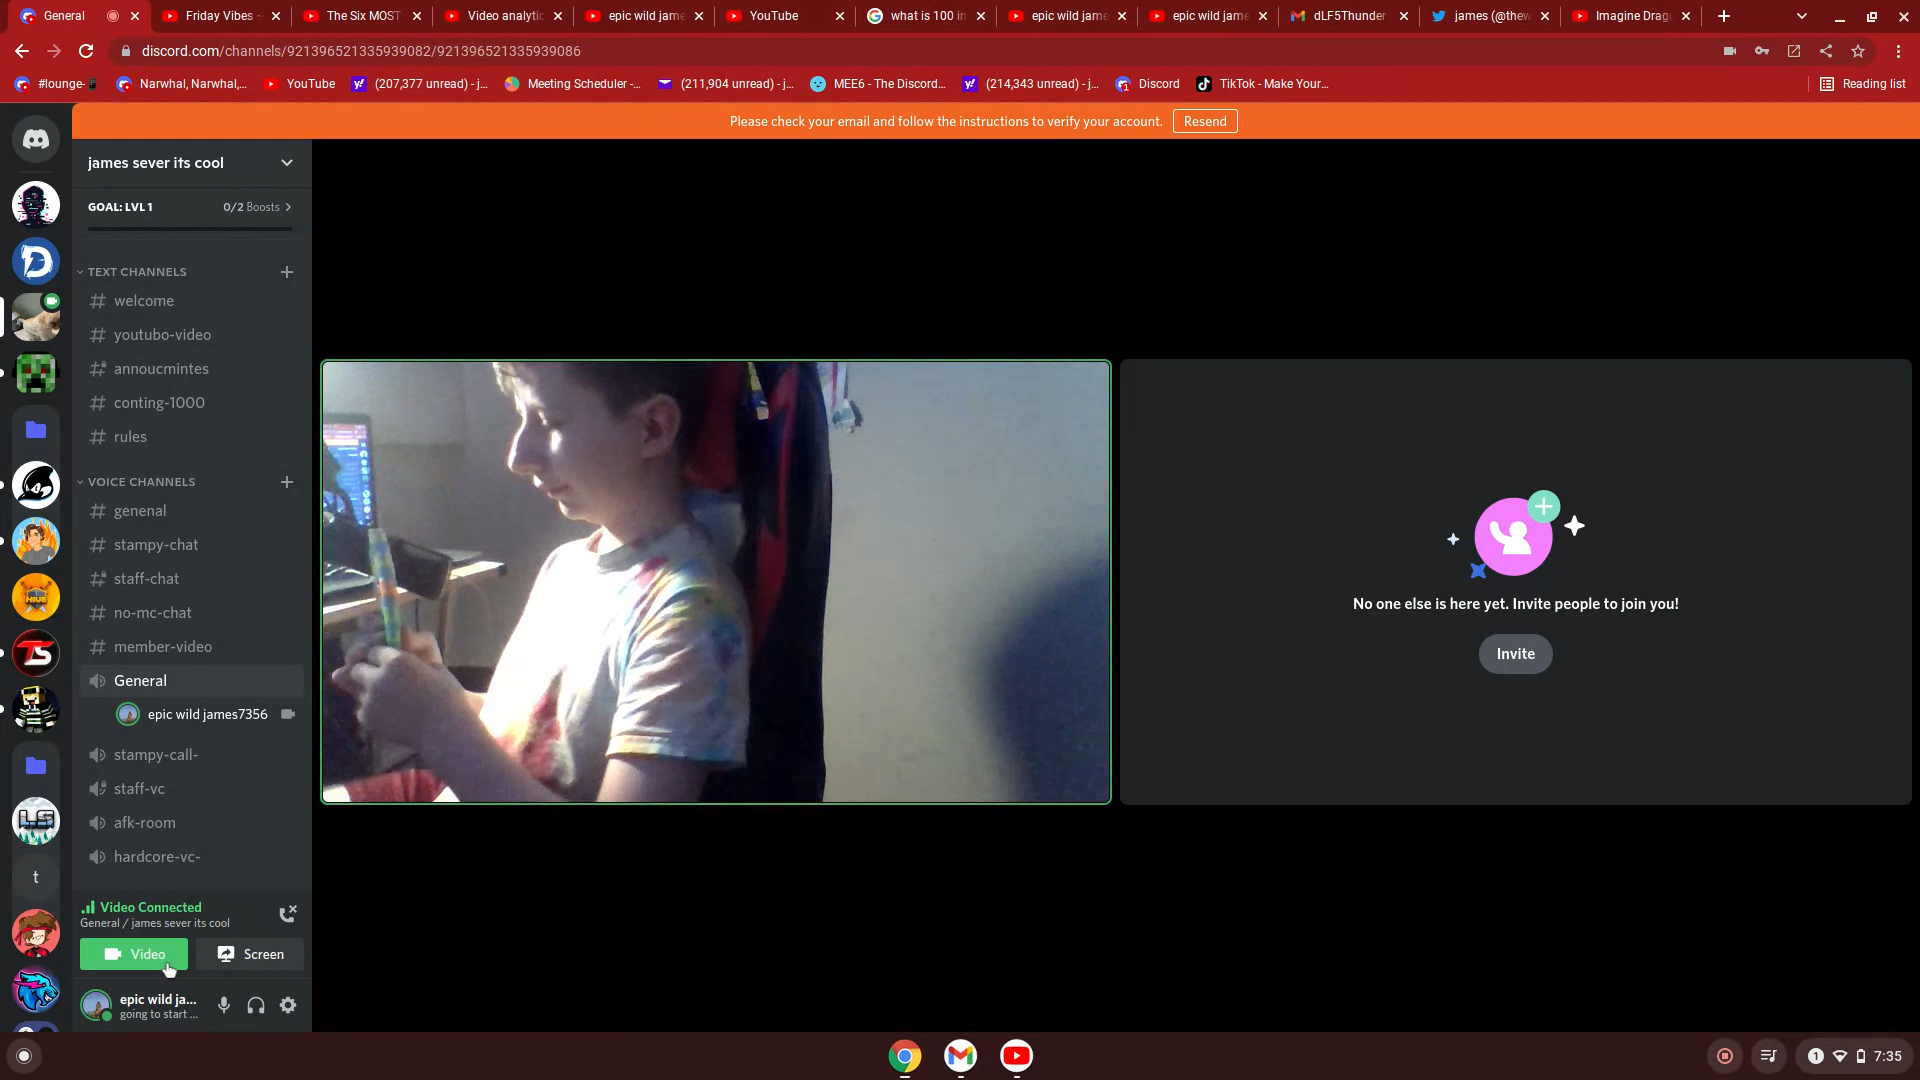 General
Friday Vibes -
The Six MOST
Video analytic
epic wild jame
YouTube
what is 100 in
epic wild jame
epic wild jame
dLF5Thunder
james (@thew
Imagine Drag
discord.com/channels/921396521335939082/921396521335939086
#lounge-
Narwhal, Narwhal,...
YouTube
(207,377 unread) - j...
Meeting Scheduler -...
(211,904 unread) - j...
MEE6 - The Discord...
(214,343 unread) - j...
Discord
TikTok - Make Your...
Reading list
Please check your email and follow the instructions to verify your account.
Resend
james sever its cool
GOAL: LVL 1
0/2 Boosts
TEXT CHANNELS
welcome
youtubo-video
annoucmintes
conting-1000
rules
VOICE CHANNELS
genenal
stampy-chat
staff-chat
no-mc-chat
member-video
General
epic wild james7356
stampy-call-
staff-vc
afk-room
hardcore-vc-
HIVE
TS
LS
t
No one else is here yet. Invite people to join you!
Invite
Video Connected
General / james sever its cool
Video
Screen
epic wild ja...
going to start ...
1
7:35